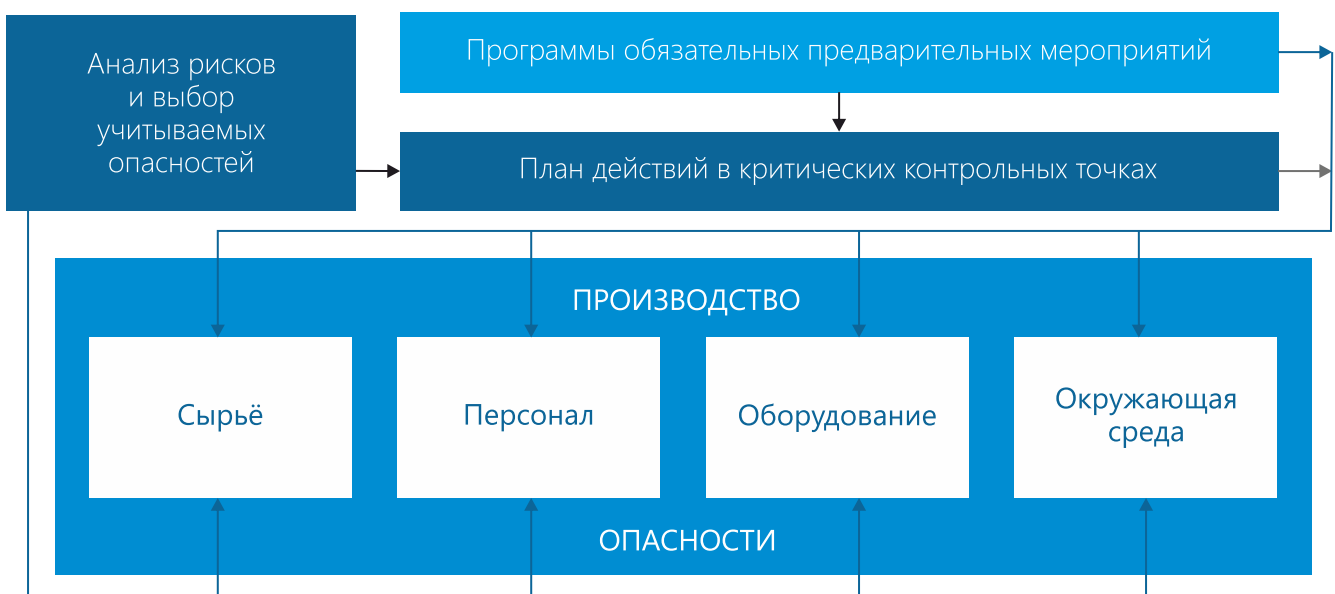 Анализ рисков
и выбор
учитываемых
опасностей
Программы обязательных предварительных мероприятий
План действий в критических контрольных точках
ПРОИЗВОДСТВО
Сырьё
Персонал
Оборудование
Окружающая
среда
ОПАСНОСТИ